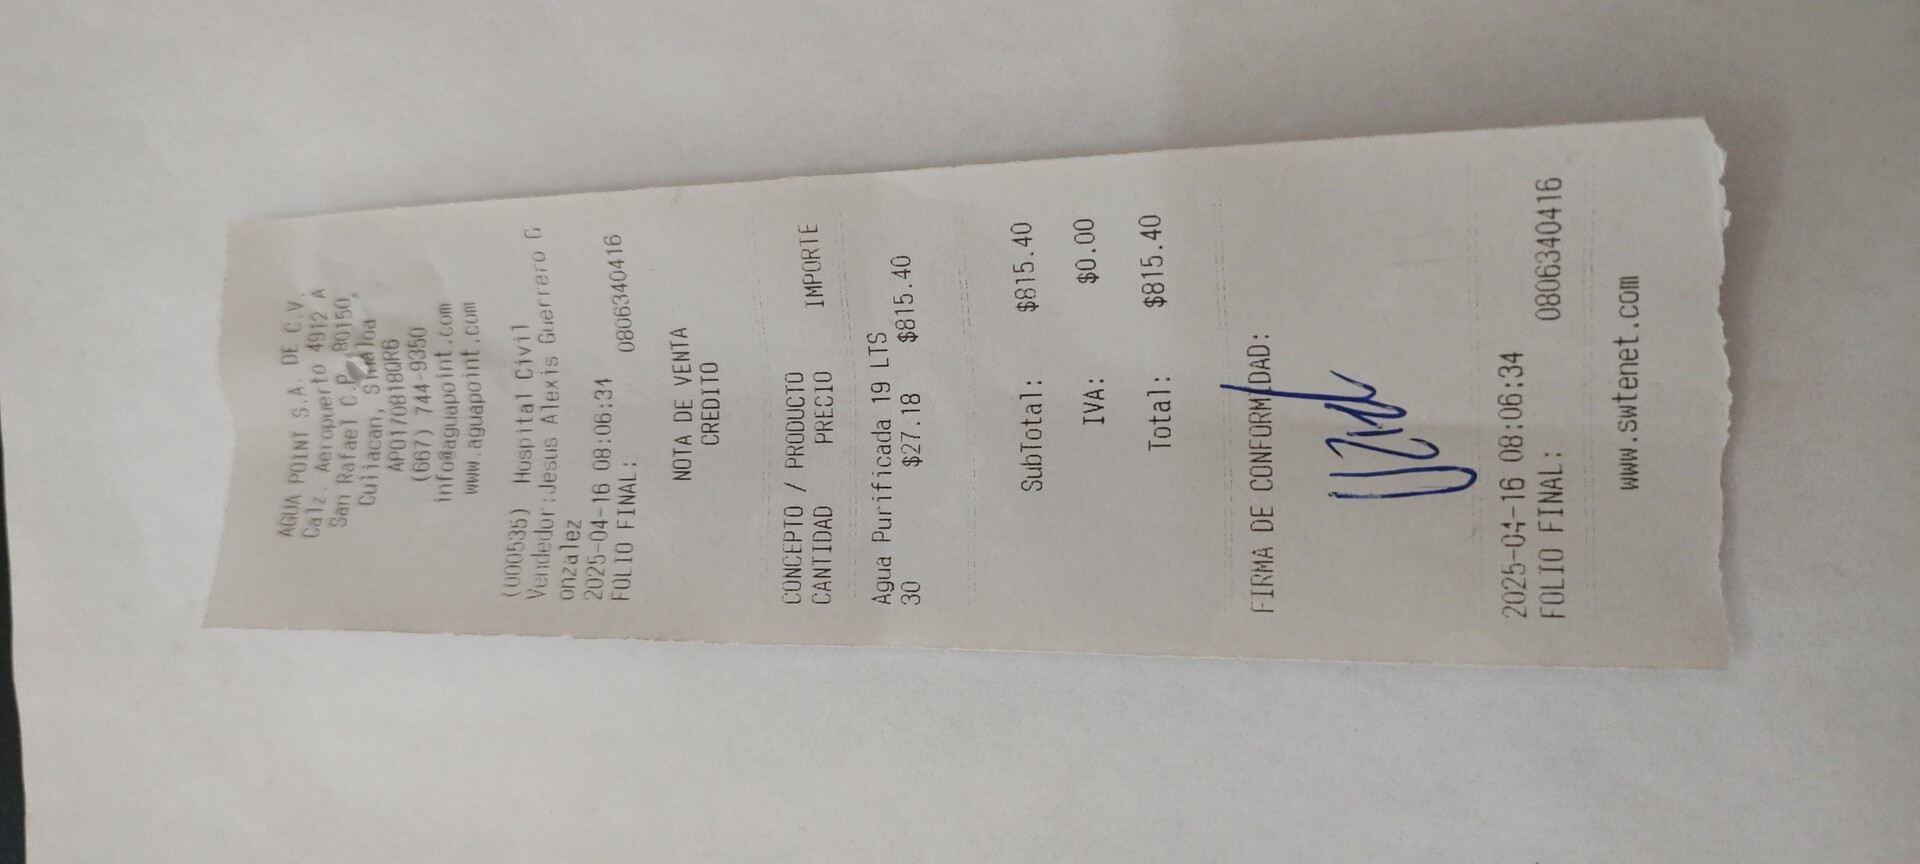 AGUA POINT S.A. DE C.V.
Calz. Aeropuerto 4912 A
San Rafael C.P. 80150,
Culiacan, Sinaloa
APO170818QR6
(667) 744-9350
info@aguapoint.com
www.aguapoint.com
(000535) Hospital Civil
Vendedor:Jesus Alexis Guerrero G
onzalez
2025-04-16 08:06:34
FOLIO FINAL: 0806340416
NOTA DE VENTA
CREDITO
CONCEPTO / PRODUCTO
CANTIDAD PRECIO IMPORTE
Agua Purificada 19 LTS
30 $27.18 $815.40
SubTotal: $815.40
IVA: $0.00
Total: $815.40
FIRMA DE CONFORMIDAD:
2025-04-16 08:06:34
FOLIO FINAL: 0806340416
www.swtenet.com